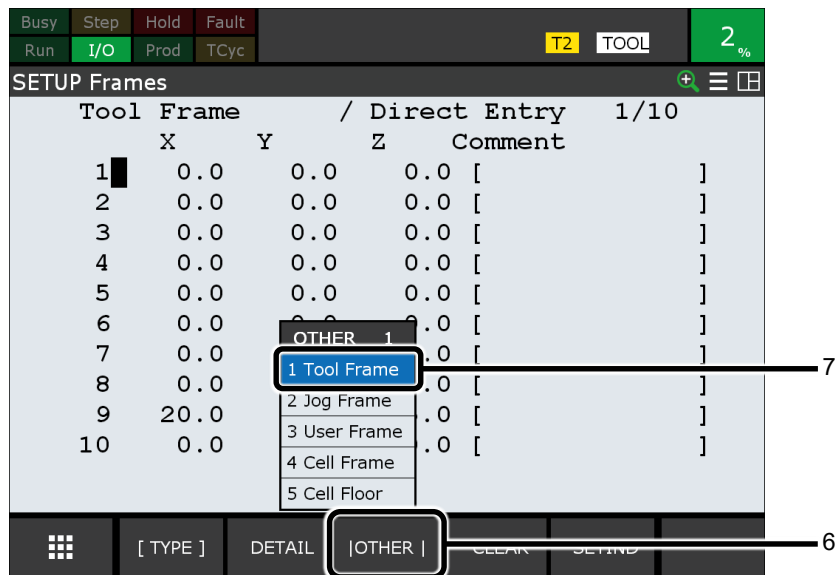 Busy Step Hold Fault
Run I/O Prod TCyc T2 TOOL 2%
SETUP Frames
Tool Frame / Direct Entry 1/10
X Y Z Comment
1 0.0 0.0 0.0 [ ]
2 0.0 0.0 0.0 [ ]
3 0.0 0.0 0.0 [ ]
4 0.0 0.0 0.0 [ ]
5 0.0 0.0 0.0 [ ]
6 0.0 0.0 0.0 [ ]
7 0.0 .0 [ ]
8 0.0 .0 [ ]
9 20.0 .0 [ ]
10 0.0 .0 [ ]
OTHER 1
1 Tool Frame 7
2 Jog Frame
3 User Frame
4 Cell Frame
5 Cell Floor
[ TYPE ] DETAIL |OTHER | CLEAR SETIND 6